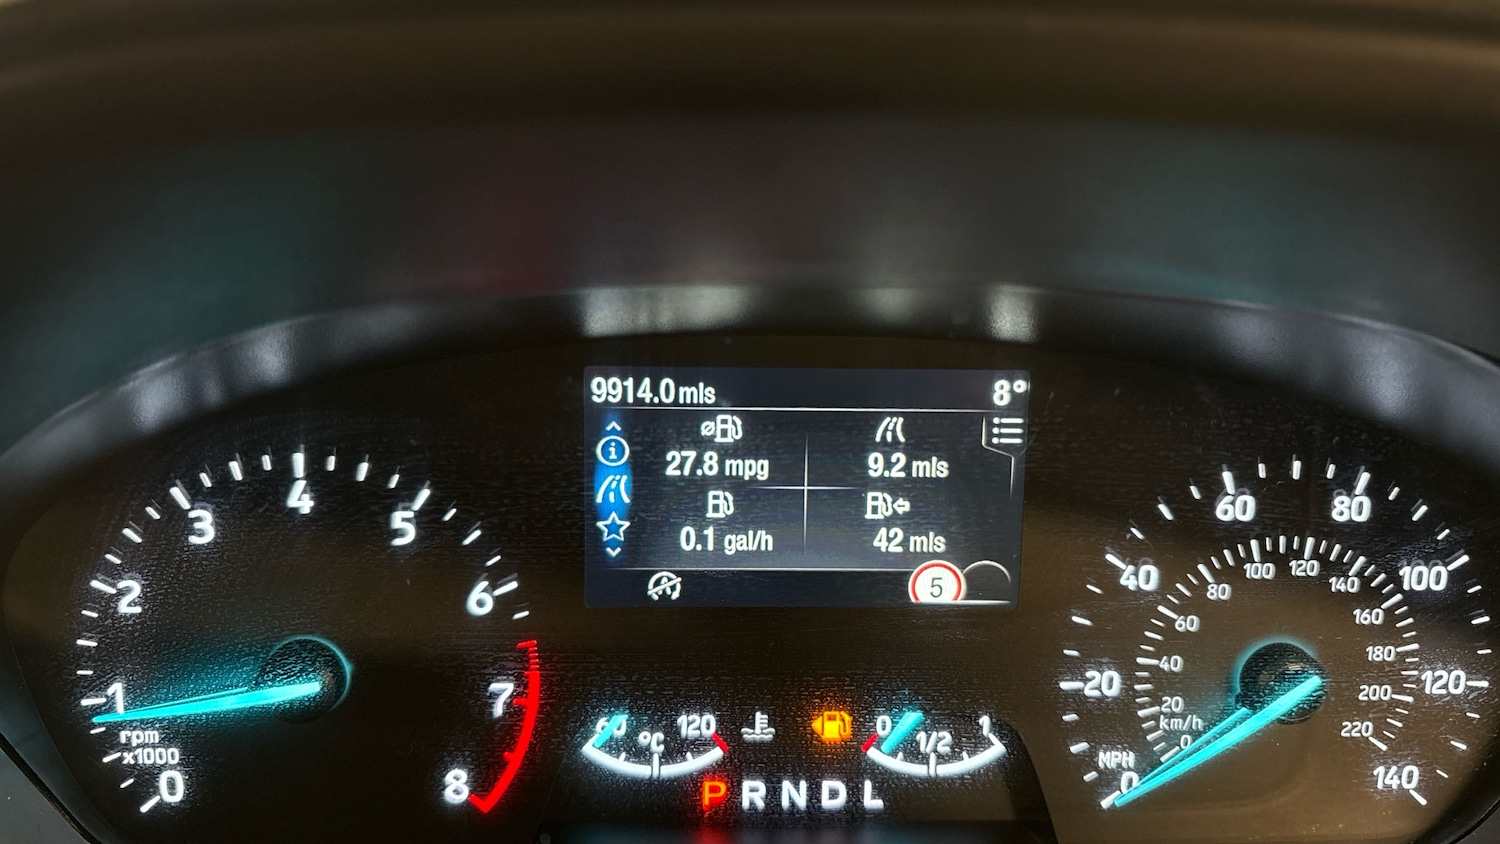 9914.0 mls 8°
27.8 mpg 9.2 mls
0.1 gal/h 42 mls
A 5
0 1 2 3 4 5 6 7 8
rpm
x1000
60 120
°C
0 1/2 1
P R N D L
0 20 40 60 80 100 120 140
MPH
0 20 40 60 80 100 120 140 160 180 200 220
km/h